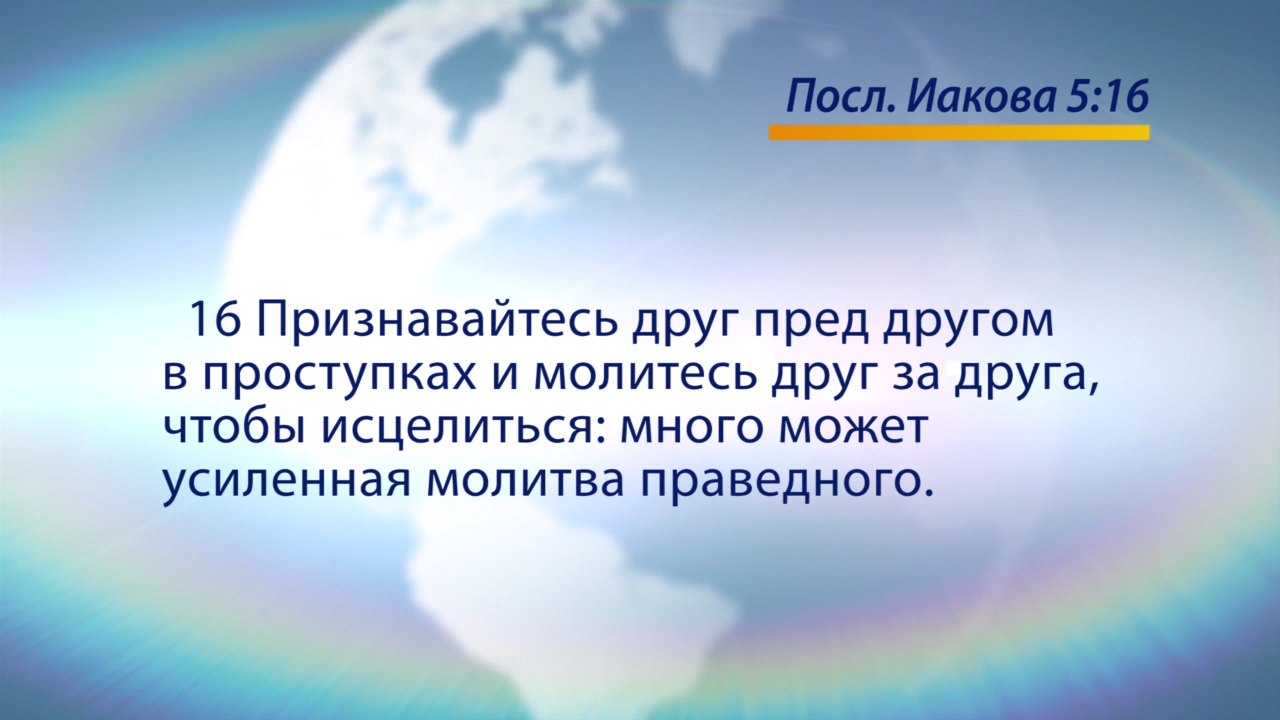 Посл. Иакова 5:16
16 Признавайтесь друг пред другом
в проступках и молитесь друг за друга,
чтобы исцелиться: много может
усиленная молитва праведного.